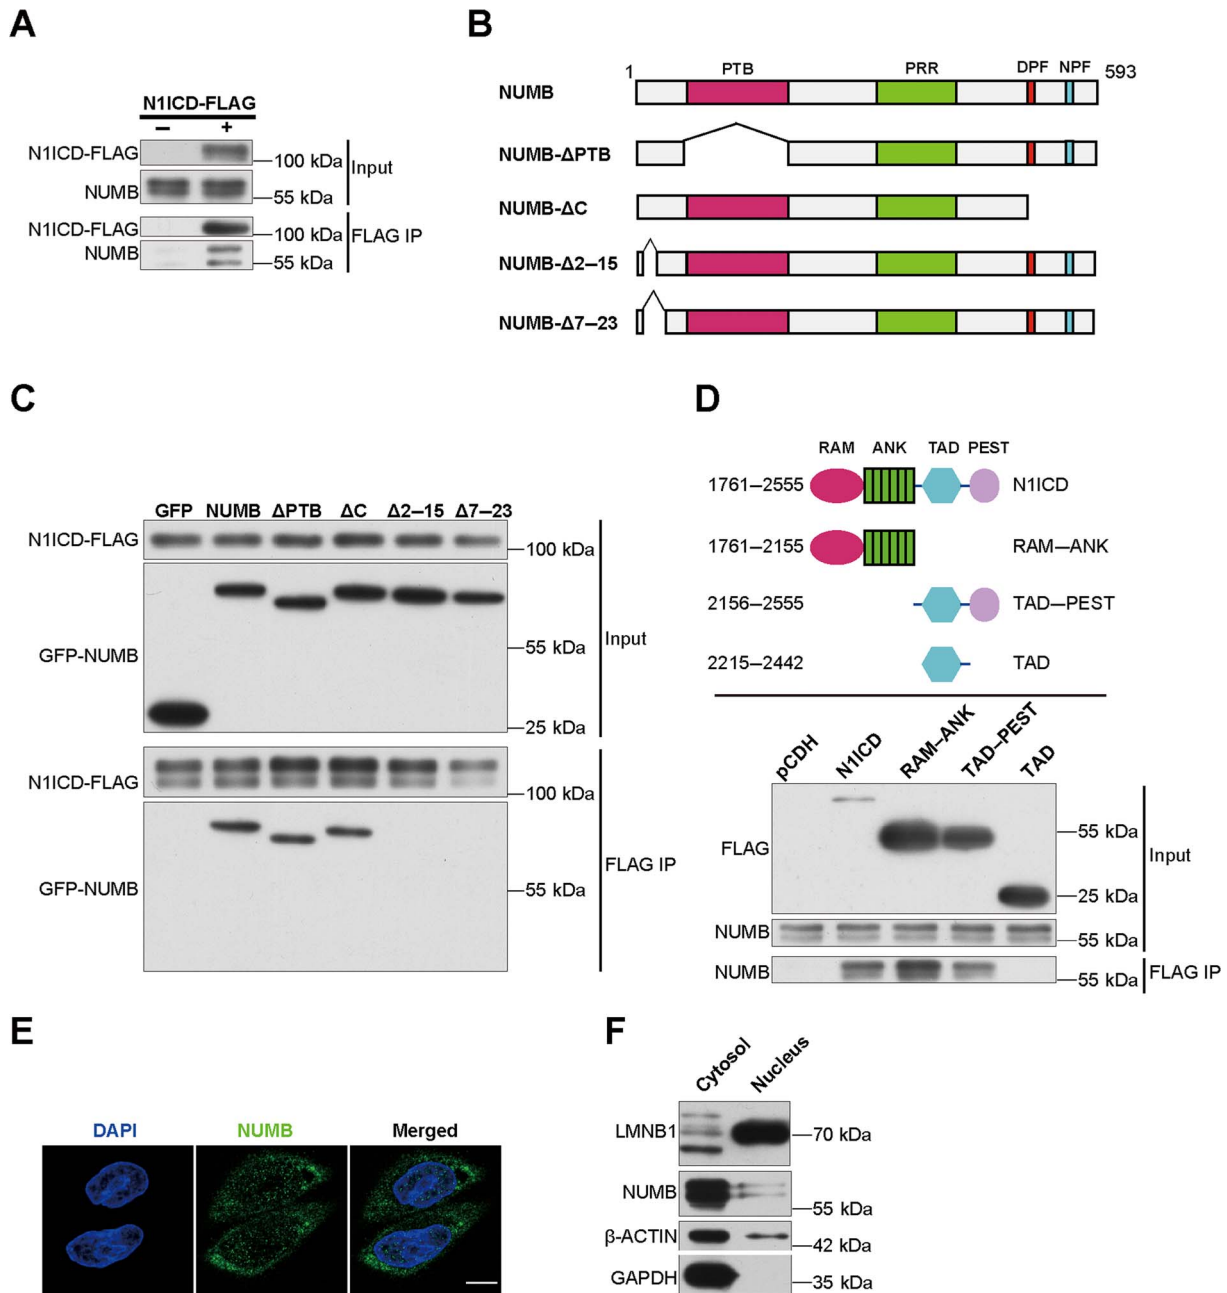 A
N1ICD-FLAG
– +
N1ICD-FLAG
100 kDa
NUMB
55 kDa
Input
N1ICD-FLAG
100 kDa
NUMB
55 kDa
FLAG IP
B
1 PTB PRR DPF NPF 593
NUMB
NUMB-ΔPTB
NUMB-ΔC
NUMB-Δ2–15
NUMB-Δ7–23
C
GFP NUMB ΔPTB ΔC Δ2–15 Δ7–23
N1ICD-FLAG
100 kDa
GFP-NUMB
55 kDa
25 kDa
Input
N1ICD-FLAG
100 kDa
GFP-NUMB
55 kDa
FLAG IP
D
RAM ANK TAD PEST
1761–2555 N1ICD
1761–2155 RAM–ANK
2156–2555 TAD–PEST
2215–2442 TAD
pCDH N1ICD RAM–ANK TAD–PEST TAD
FLAG
55 kDa
25 kDa
Input
NUMB
55 kDa
NUMB
55 kDa
FLAG IP
E
DAPI NUMB Merged
F
Cytosol Nucleus
LMNB1
70 kDa
NUMB
55 kDa
β-ACTIN
42 kDa
GAPDH
35 kDa